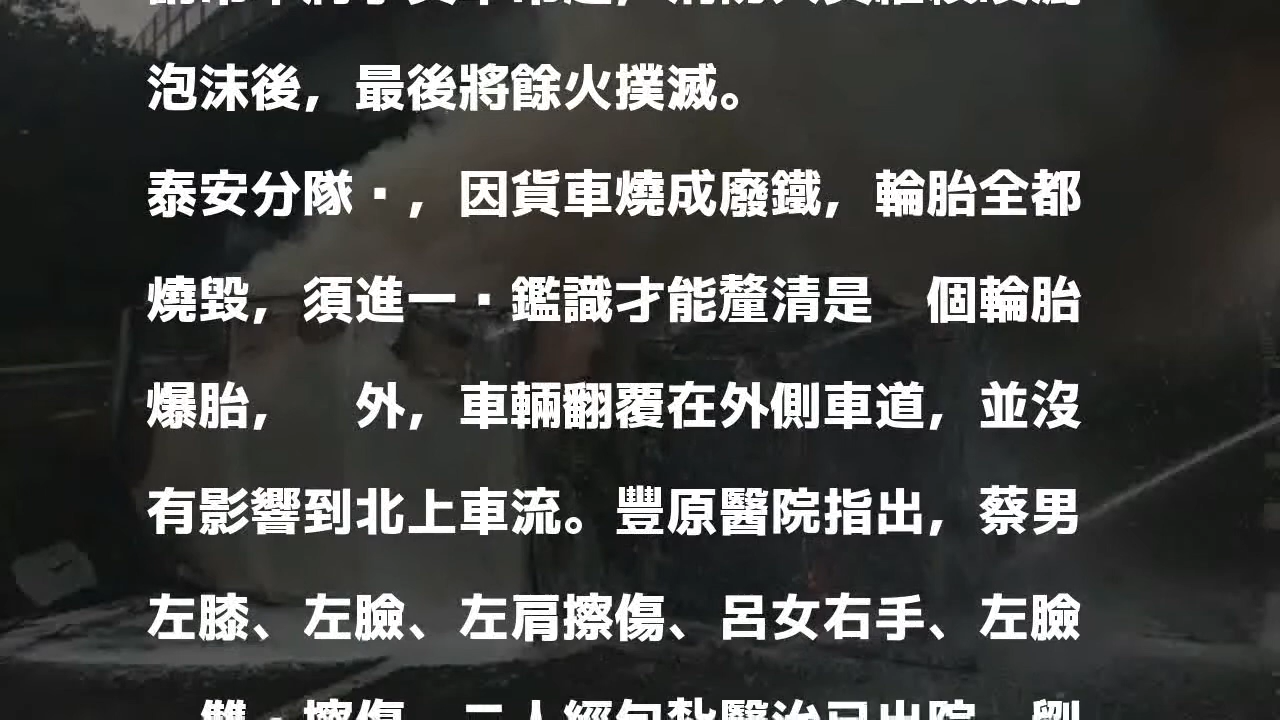 泡沫後，最後將餘火撲滅。
泰安分隊·，因貨車燒成廢鐵，輪胎全都
燒毀，須進一·鑑識才能釐清是　個輪胎
爆胎，　外，車輛翻覆在外側車道，並沒
有影響到北上車流。豐原醫院指出，蔡男
左膝、左臉、左肩擦傷、呂女右手、左臉